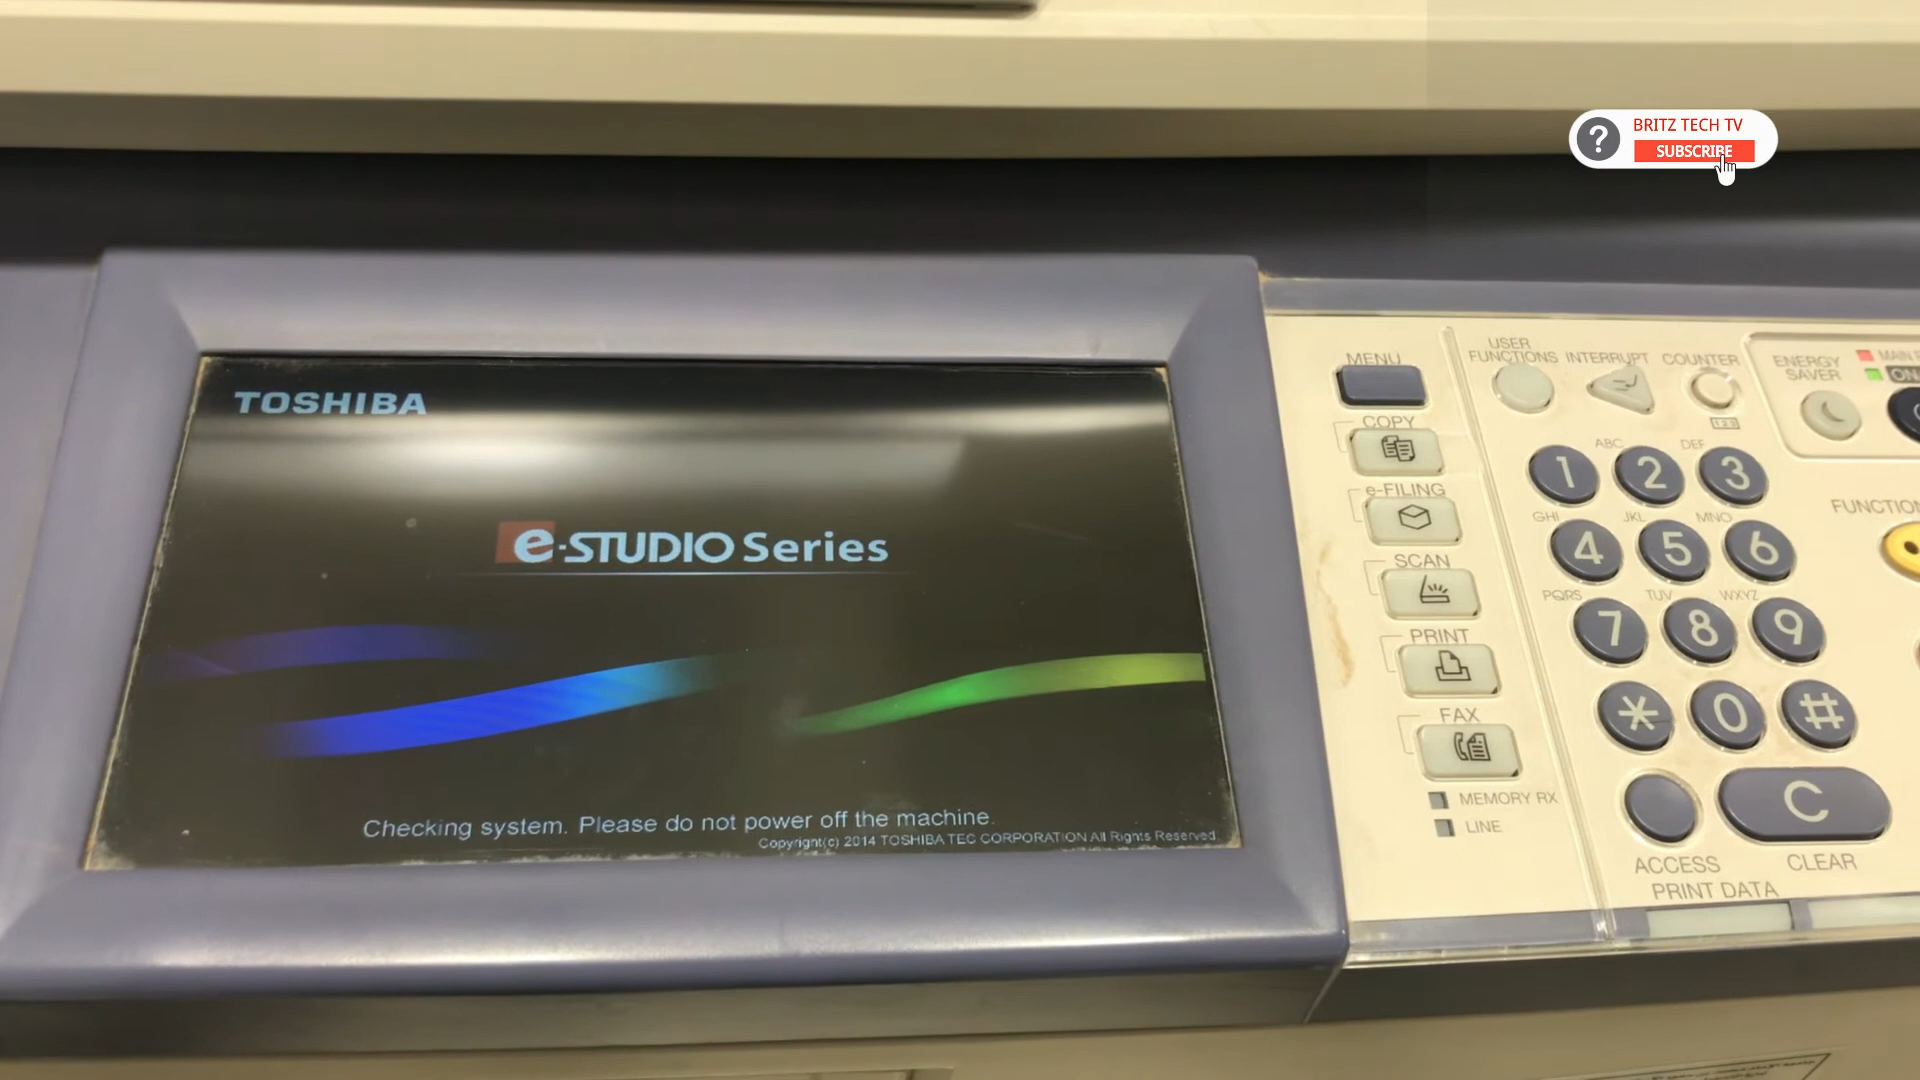 BRITZ TECH TV
SUBSCRIBE
TOSHIBA
e-STUDIO Series
Checking system. Please do not power off the machine.
Copyright(c) 2014 TOSHIBA TEC CORPORATION All Rights Reserved.
MENU
COPY
e-FILING
SCAN
PRINT
FAX
MEMORY RX
LINE
USER
FUNCTIONS
INTERRUPT
COUNTER
123
ENERGY
SAVER
MAIN
ON
ABC
DEF
1
2
3
GHI
JKL
MNO
4
5
6
PQRS
TUV
WXYZ
7
8
9
*
0
#
C
ACCESS
CLEAR
PRINT DATA